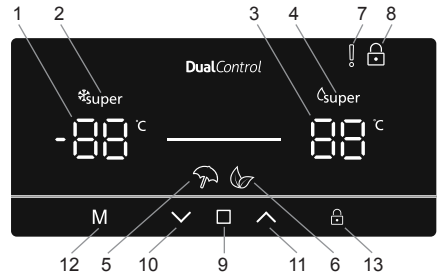 1 2 3 4 7 8
DualControl
super super
-88 °C 88 °C
M
12 5 10 9 11 6 13